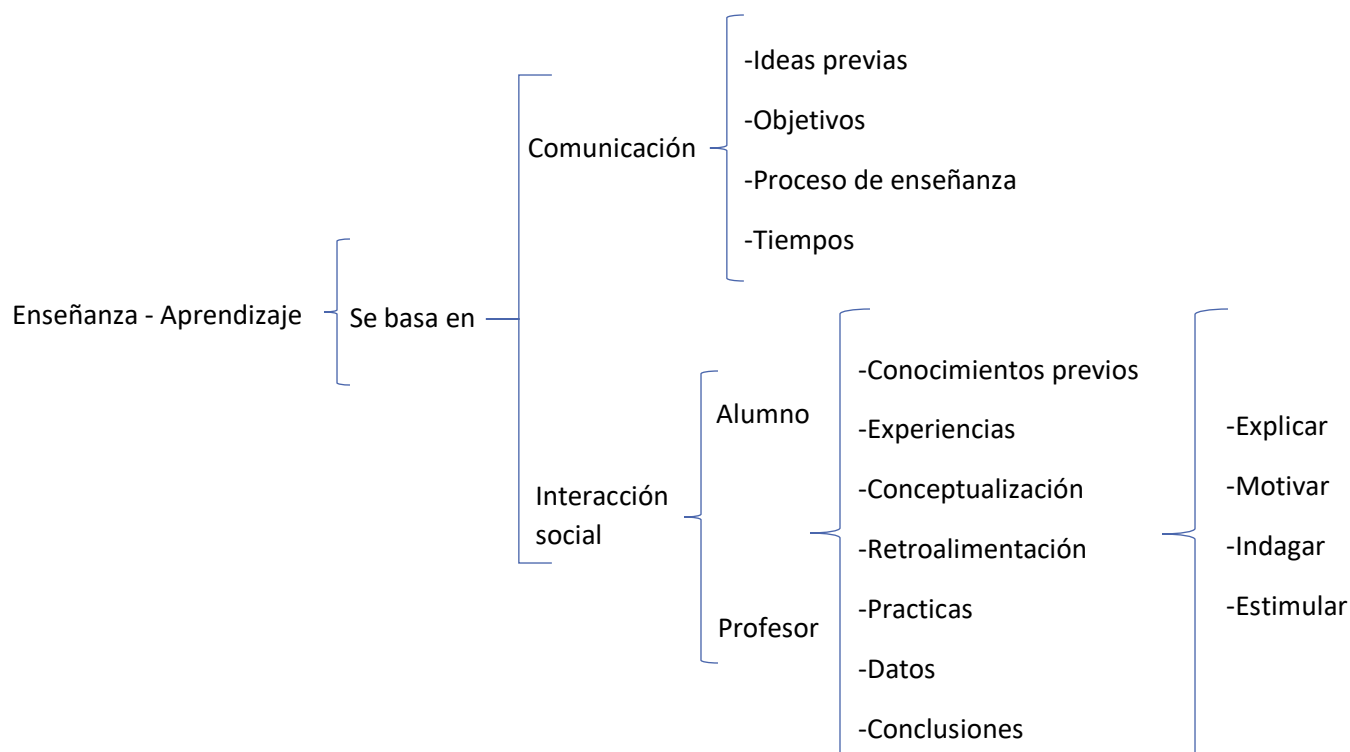 Enseñanza - Aprendizaje
Se basa en
Comunicación
-Ideas previas
-Objetivos
-Proceso de enseñanza
-Tiempos
Interacción
social
Alumno
Profesor
-Conocimientos previos
-Experiencias
-Conceptualización
-Retroalimentación
-Practicas
-Datos
-Conclusiones
-Explicar
-Motivar
-Indagar
-Estimular